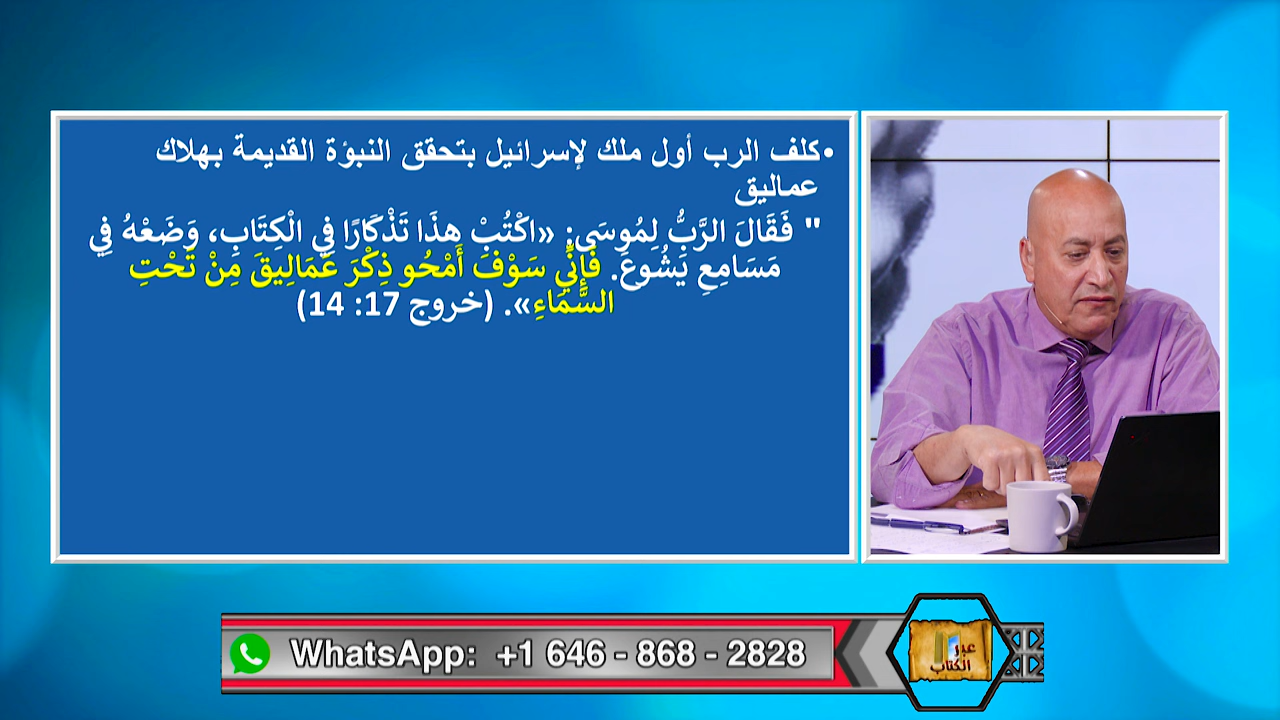 •كلف الرب أول ملك لإسرائيل بتحقق النبؤة القديمة بهلاك
عماليق
" فَقَالَ الرَّبُّ لِمُوسَى: «اكْتُبْ هذَا تَذْكَارًا فِي الْكِتَابِ، وَضَعْهُ فِي
مَسَامِعِ يَشُوعَ. فَإِنِّي سَوْفَ أَمْحُو ذِكْرَ عَمَالِيقَ مِنْ تَحْتِ
السَّمَاءِ». (خروج 17: 14)
WhatsApp: +1 646 - 868 - 2828
عبر
الكتاب